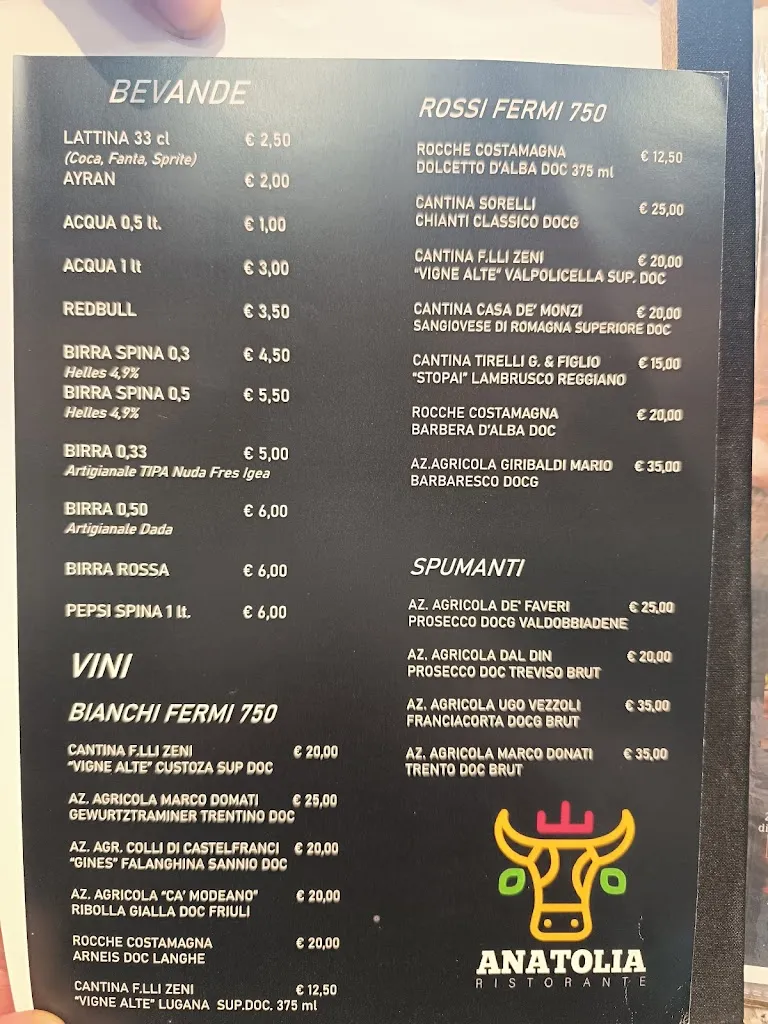 BEVANDE
LATTINA 33 cl € 2,50
(Coca, Fanta, Sprite)
AYRAN € 2,00
ACQUA 0,5 lt. € 1,00
ACQUA 1 lt € 3,00
REDBULL € 3,50
BIRRA SPINA 0,3 € 4,50
Helles 4,9%
BIRRA SPINA 0,5 € 5,50
Helles 4,9%
BIRRA 0,33 € 5,00
Artigianale TIPA Nuda Fres Igea
BIRRA 0,50 € 6,00
Artigianale Dada
BIRRA ROSSA € 6,00
PEPSI SPINA 1 lt. € 6,00
VINI
BIANCHI FERMI 750
CANTINA F.LLI ZENI € 20,00
"VIGNE ALTE" CUSTOZA SUP DOC
AZ. AGRICOLA MARCO DOMATI € 25,00
GEWURTZTRAMINER TRENTINO DOC
AZ. AGR. COLLI DI CASTELFRANCI € 20,00
"GINES" FALANGHINA SANNIO DOC
AZ. AGRICOLA "CA' MODEANO" € 20,00
RIBOLLA GIALLA DOC FRIULI
ROCCHE COSTAMAGNA € 20,00
ARNEIS DOC LANGHE
CANTINA F.LLI ZENI € 12,50
"VIGNE ALTE" LUGANA SUP.DOC. 375 ml
ROSSI FERMI 750
ROCCHE COSTAMAGNA € 12,50
DOLCETTO D'ALBA DOC 375 ml
CANTINA SORELLI € 25,00
CHIANTI CLASSICO DOCG
CANTINA F.LLI ZENI € 20,00
"VIGNE ALTE" VALPOLICELLA SUP. DOC
CANTINA CASA DE' MONZI € 20,00
SANGIOVESE DI ROMAGNA SUPERIORE DOC
CANTINA TIRELLI G. & FIGLIO € 15,00
"STOPAI" LAMBRUSCO REGGIANO
ROCCHE COSTAMAGNA € 20,00
BARBERA D'ALBA DOC
AZ.AGRICOLA GIRIBALDI MARIO € 35,00
BARBARESCO DOCG
SPUMANTI
AZ. AGRICOLA DE' FAVERI € 25,00
PROSECCO DOCG VALDOBBIADENE
AZ. AGRICOLA DAL DIN € 20,00
PROSECCO DOC TREVISO BRUT
AZ. AGRICOLA UGO VEZZOLI € 35,00
FRANCIACORTA DOCG BRUT
AZ. AGRICOLA MARCO DONATI € 35,00
TRENTO DOC BRUT
ANATOLIA
RISTORANTE